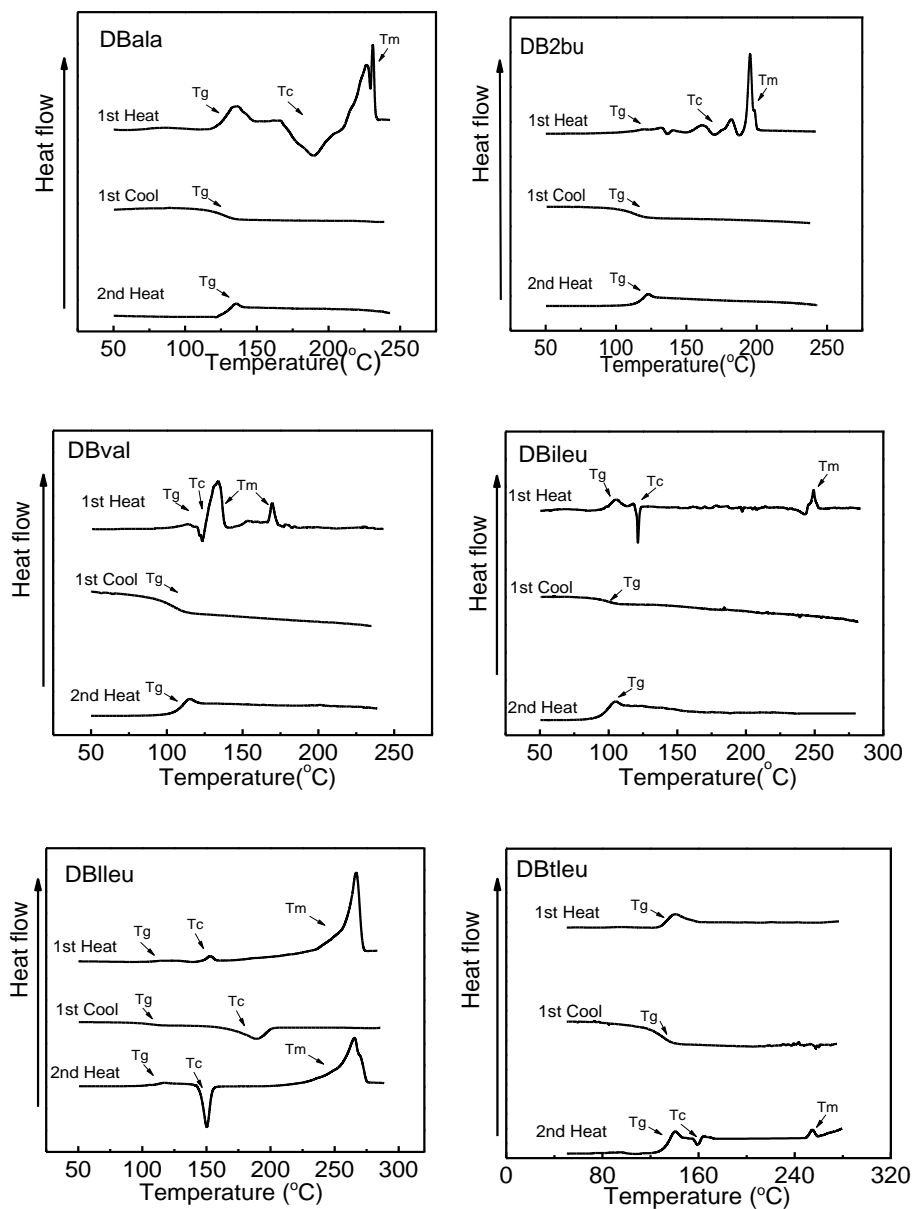 DBala
Tm
Tg
Tc
1st Heat
Tg
1st Cool
Tg
2nd Heat
Heat flow
50 100 150 200 250
Temperature(°C)
DB2bu
Tm
Tg
Tc
1st Heat
Tg
1st Cool
Tg
2nd Heat
Heat flow
50 100 150 200 250
Temperature(°C)
DBval
Tg Tc Tm
1st Heat
Tg
1st Cool
Tg
2nd Heat
Heat flow
50 100 150 200 250
Temperature(°C)
DBileu
Tg Tc Tm
1st Heat
Tg
1st Cool
Tg
2nd Heat
Heat flow
50 100 150 200 250 300
Temperature(°C)
DBlleu
Tg Tc Tm
1st Heat
Tg Tc
1st Cool
Tg Tc Tm
2nd Heat
Heat flow
50 100 150 200 250 300
Temperature (°C)
DBtleu
Tg
1st Heat
Tg
1st Cool
Tg Tc Tm
2nd Heat
Heat flow
0 80 160 240 320
Temperature (°C)